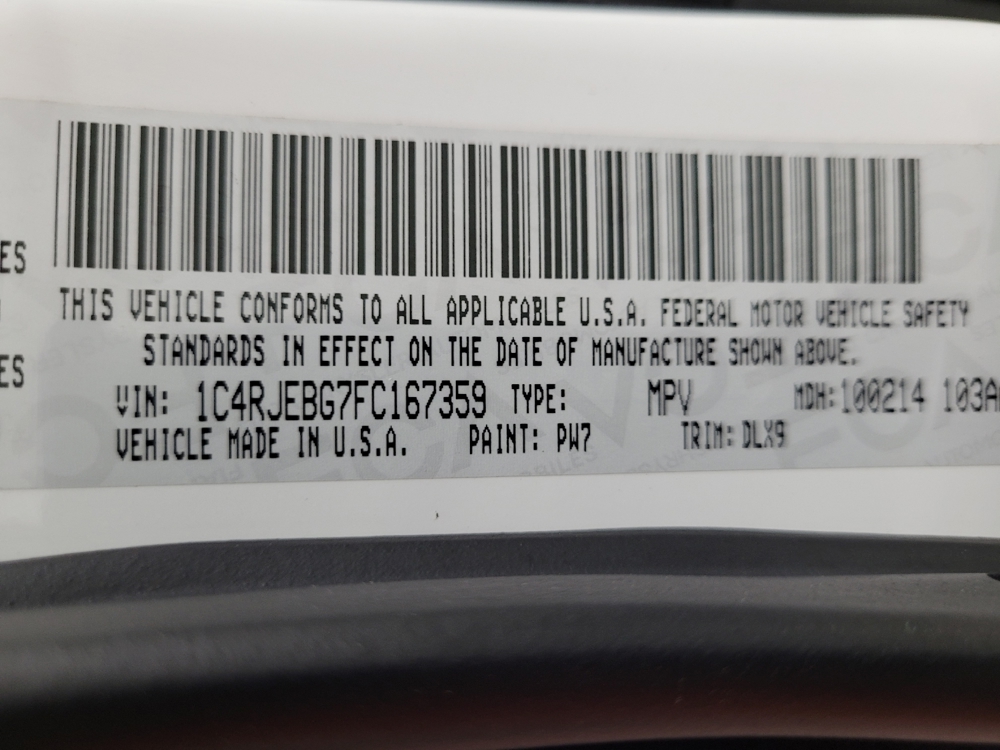 ES
THIS VEHICLE CONFORMS TO ALL APPLICABLE U.S.A. FEDERAL MOTOR VEHICLE SAFETY
STANDARDS IN EFFECT ON THE DATE OF MANUFACTURE SHOWN ABOVE.
ES
VIN: 1C4RJEBG7FC167359 TYPE: MPV MDH:100214 103A
VEHICLE MADE IN U.S.A. PAINT: PW7 TRIM: DLX9